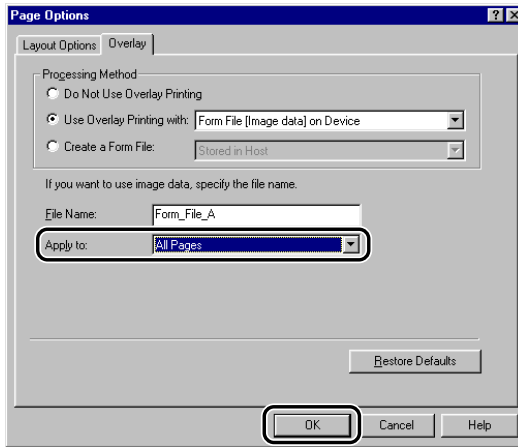 Page Options
Layout Options Overlay
Processing Method
Do Not Use Overlay Printing
Use Overlay Printing with: Form File [Image data] on Device
Create a Form File: Stored in Host
If you want to use image data, specify the file name.
File Name: Form_File_A
Apply to: All Pages
Restore Defaults
OK Cancel Help